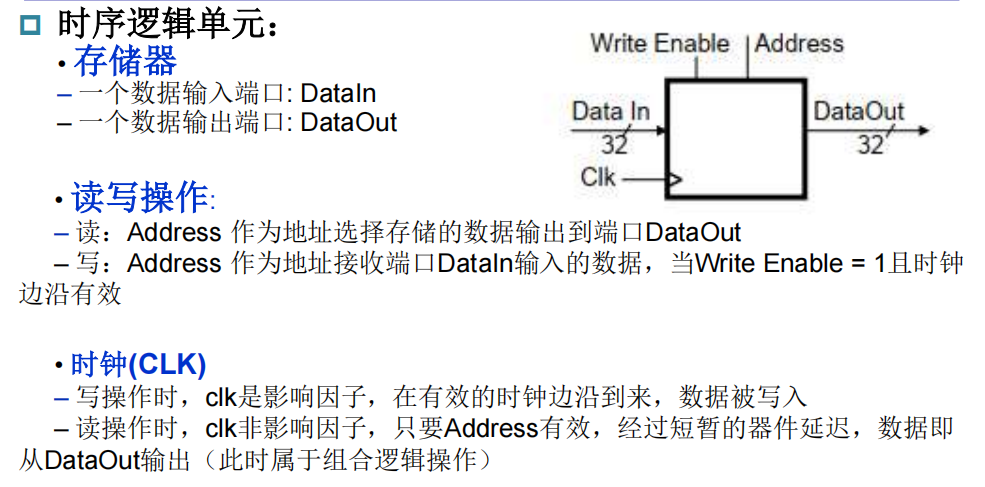 时序逻辑单元：
• 存储器
– 一个数据输入端口: DataIn
– 一个数据输出端口: DataOut
Write Enable
Address
Data In
32
Clk
DataOut
32
• 读写操作:
– 读：Address 作为地址选择存储的数据输出到端口DataOut
– 写：Address 作为地址接收端口DataIn输入的数据，当Write Enable = 1且时钟
边沿有效
• 时钟(CLK)
– 写操作时，clk是影响因子，在有效的时钟边沿到来，数据被写入
– 读操作时，clk非影响因子，只要Address有效，经过短暂的器件延迟，数据即
从DataOut输出（此时属于组合逻辑操作）